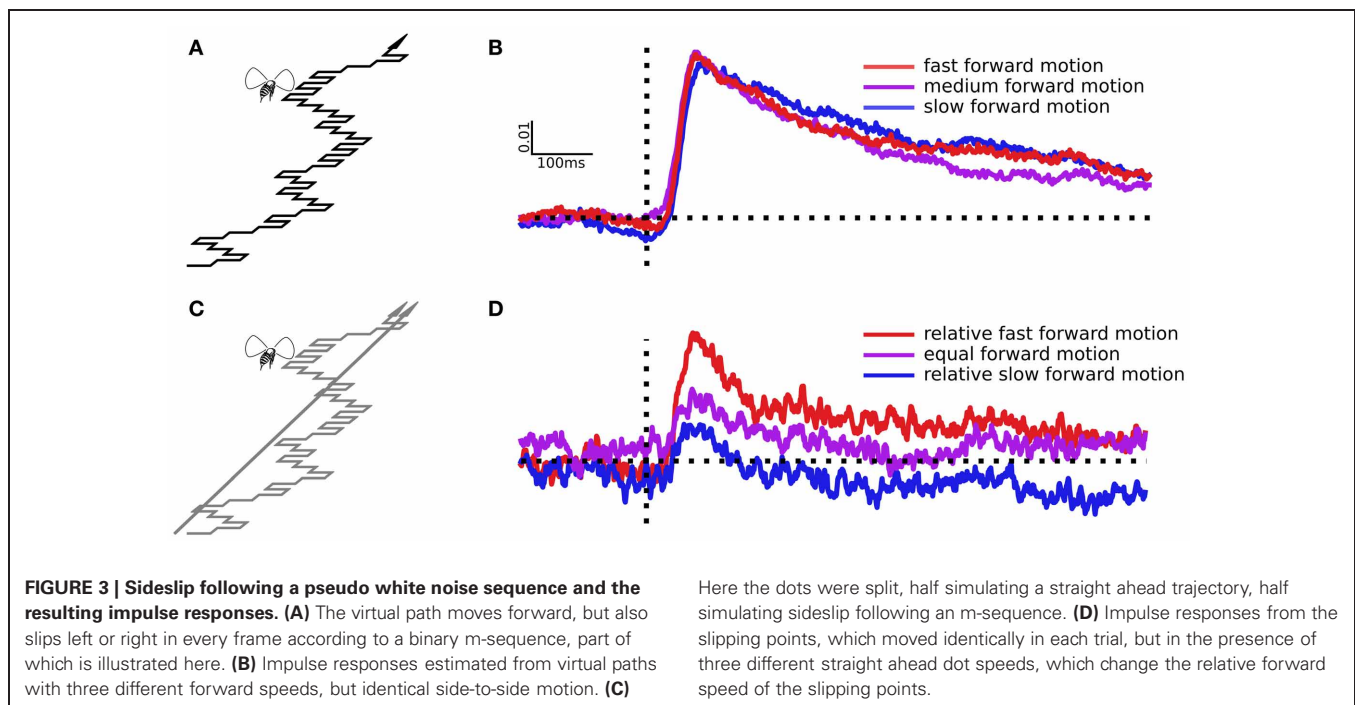 A
B
fast forward motion
medium forward motion
slow forward motion
0.01
100ms
C
D
relative fast forward motion
equal forward motion
relative slow forward motion
FIGURE 3 | Sideslip following a pseudo white noise sequence and the
resulting impulse responses. (A) The virtual path moves forward, but also
slips left or right in every frame according to a binary m-sequence, part of
which is illustrated here. (B) Impulse responses estimated from virtual paths
with three different forward speeds, but identical side-to-side motion. (C)
Here the dots were split, half simulating a straight ahead trajectory, half
simulating sideslip following an m-sequence. (D) Impulse responses from the
slipping points, which moved identically in each trial, but in the presence of
three different straight ahead dot speeds, which change the relative forward
speed of the slipping points.